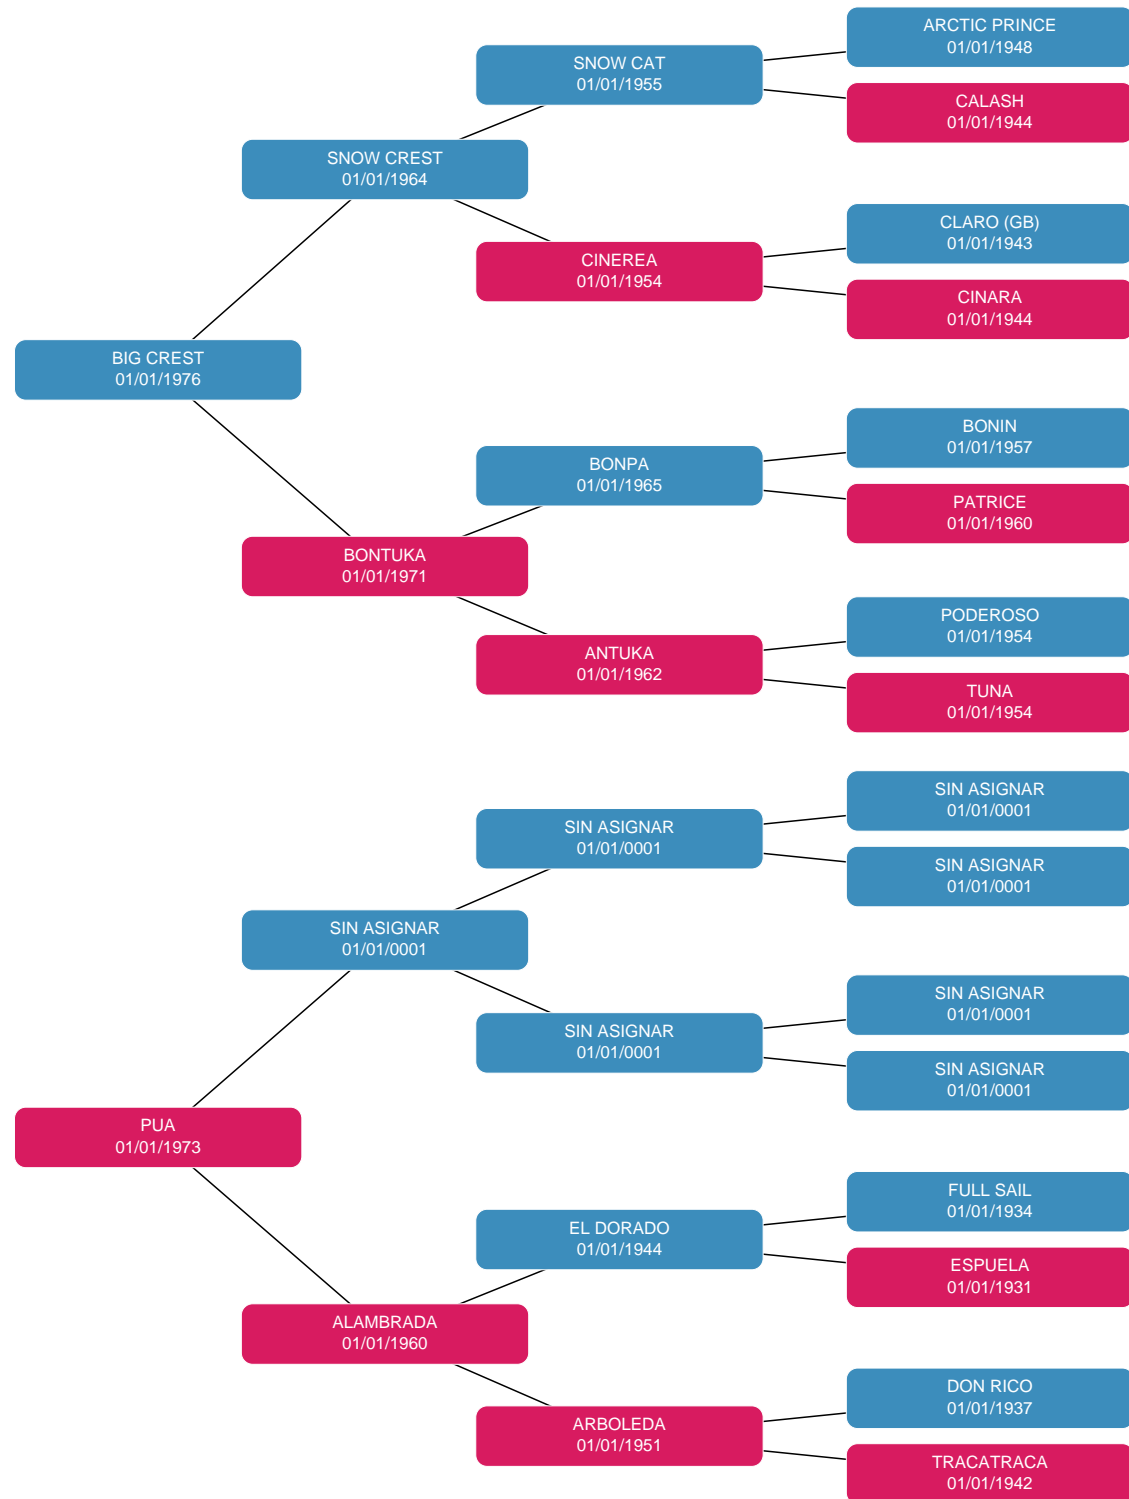 ARCTIC PRINCE
01/01/1948
SNOW CAT
01/01/1955
CALASH
01/01/1944
SNOW CREST
01/01/1964
CLARO (GB)
01/01/1943
CINEREA
01/01/1954
CINARA
01/01/1944
BIG CREST
01/01/1976
BONIN
01/01/1957
BONPA
01/01/1965
PATRICE
01/01/1960
BONTUKA
01/01/1971
PODEROSO
01/01/1954
ANTUKA
01/01/1962
TUNA
01/01/1954
SIN ASIGNAR
01/01/0001
SIN ASIGNAR
01/01/0001
SIN ASIGNAR
01/01/0001
SIN ASIGNAR
01/01/0001
SIN ASIGNAR
01/01/0001
SIN ASIGNAR
01/01/0001
SIN ASIGNAR
01/01/0001
PUA
01/01/1973
FULL SAIL
01/01/1934
EL DORADO
01/01/1944
ESPUELA
01/01/1931
ALAMBRADA
01/01/1960
DON RICO
01/01/1937
ARBOLEDA
01/01/1951
TRACATRACA
01/01/1942